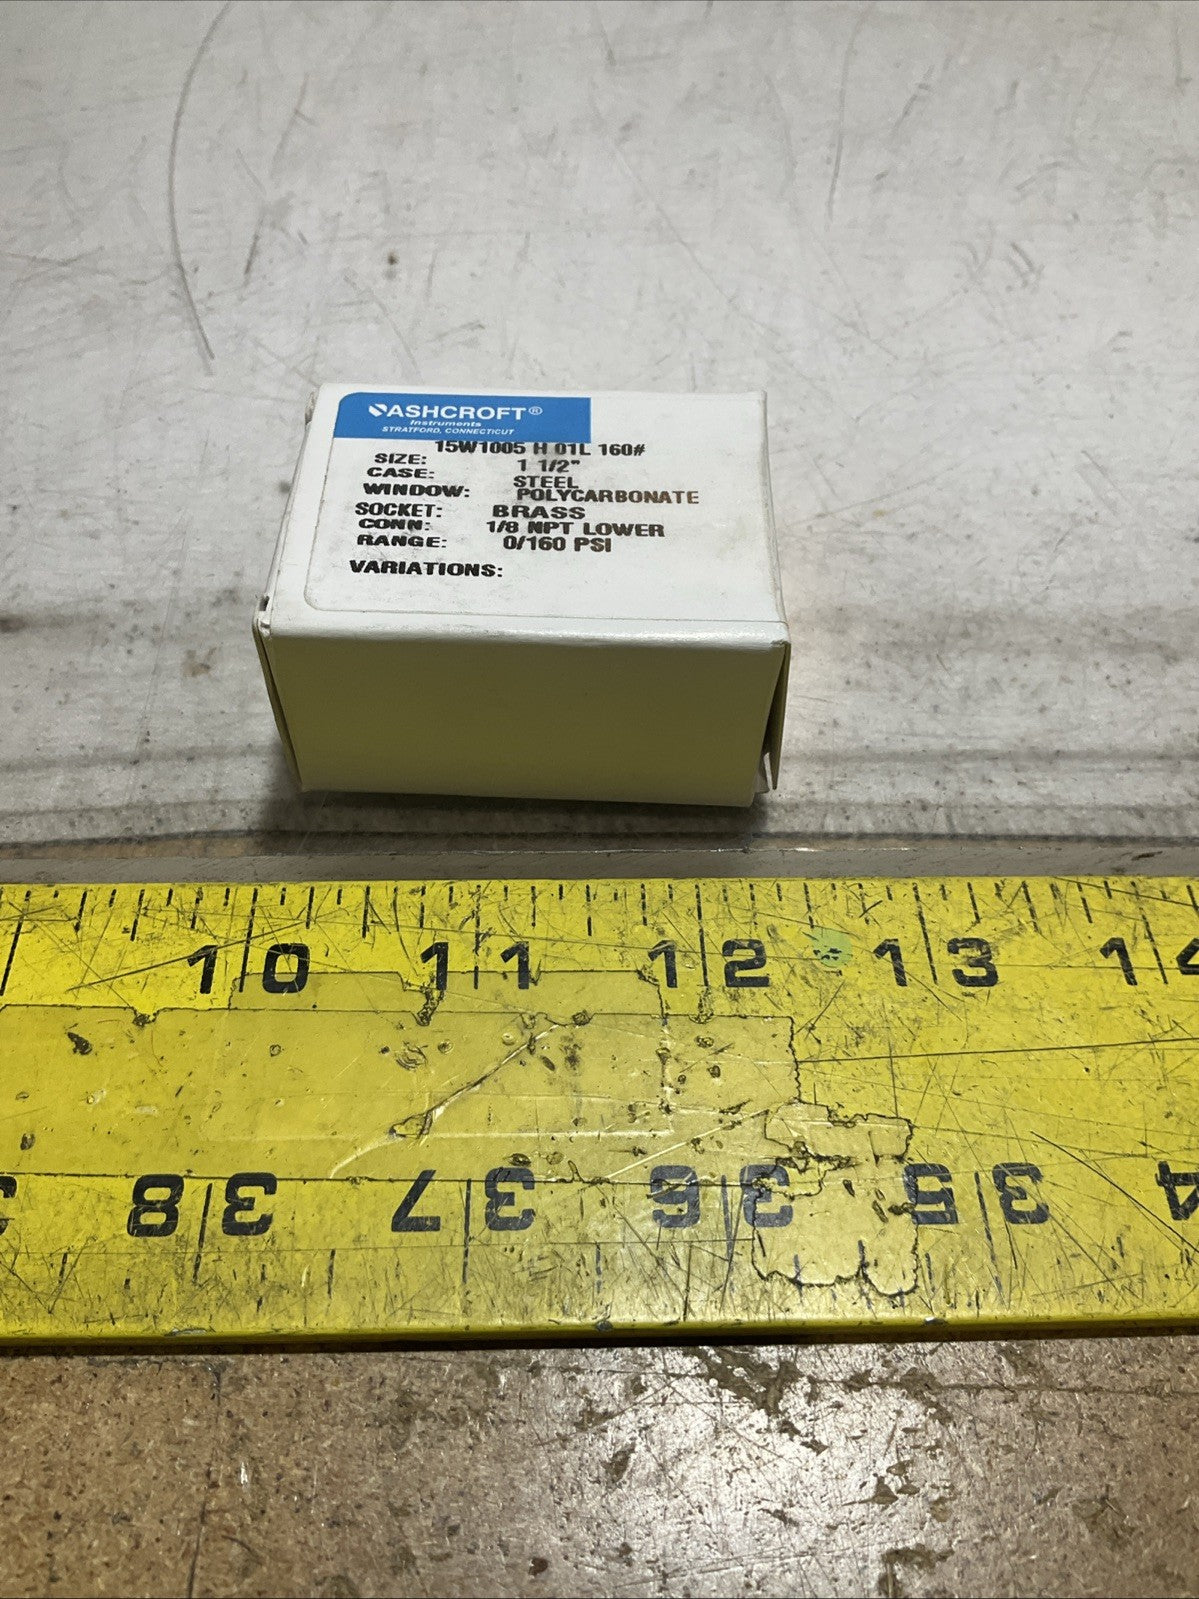 ASHCROFT®
Instruments
STRATFORD, CONNECTICUT
15W1005 H 01L 160#
SIZE: 1 1/2"
CASE: STEEL
WINDOW: POLYCARBONATE
SOCKET: BRASS
CONN: 1/8 NPT LOWER
RANGE: 0/160 PSI
VARIATIONS:
10 11 12 13 14
38 37 36 35 34